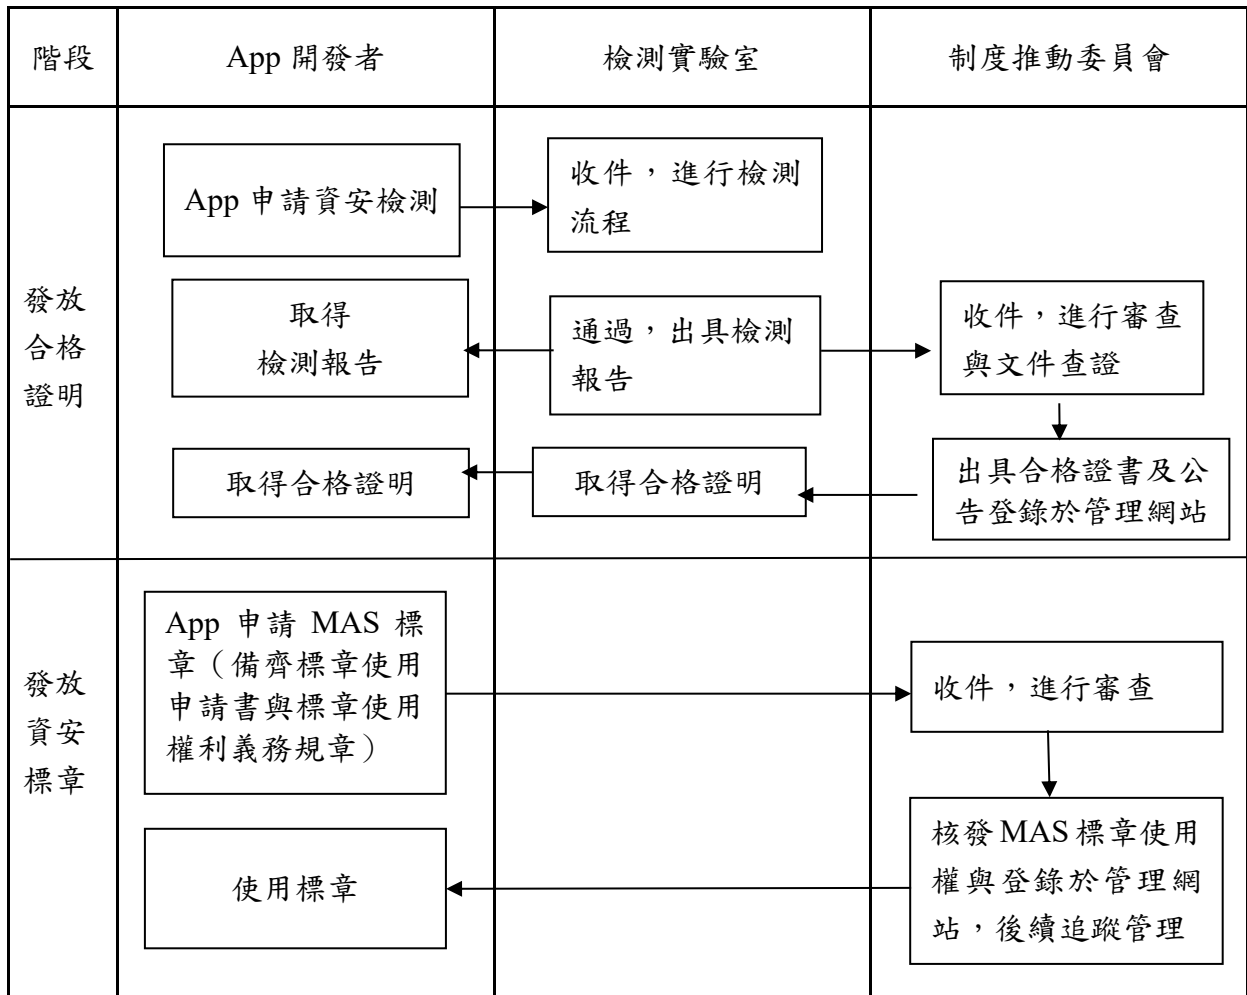 階段
App 開發者
檢測實驗室
制度推動委員會
發放
合格
證明
App 申請資安檢測
收件，進行檢測
流程
取得
檢測報告
通過，出具檢測
報告
收件，進行審查
與文件查證
取得合格證明
取得合格證明
出具合格證書及公
告登錄於管理網站
發放
資安
標章
App 申請 MAS 標
章（備齊標章使用
申請書與標章使用
權利義務規章）
收件，進行審查
使用標章
核發 MAS 標章使用
權與登錄於管理網
站，後續追蹤管理